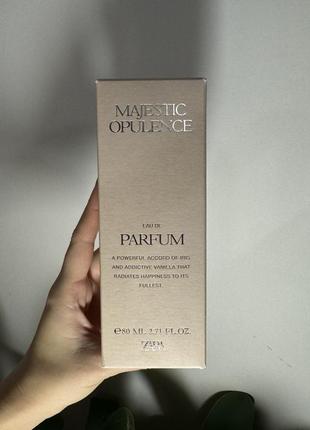 MAJESTIC
OPULENCE
EAU DE
PARFUM
A POWERFUL ACCORD OF IRIS
AND ADDICTIVE VANILLA THAT
RADIATES HAPPINESS TO ITS
FULLEST.
℮80 ML 2.71 FL.OZ.
ZARA